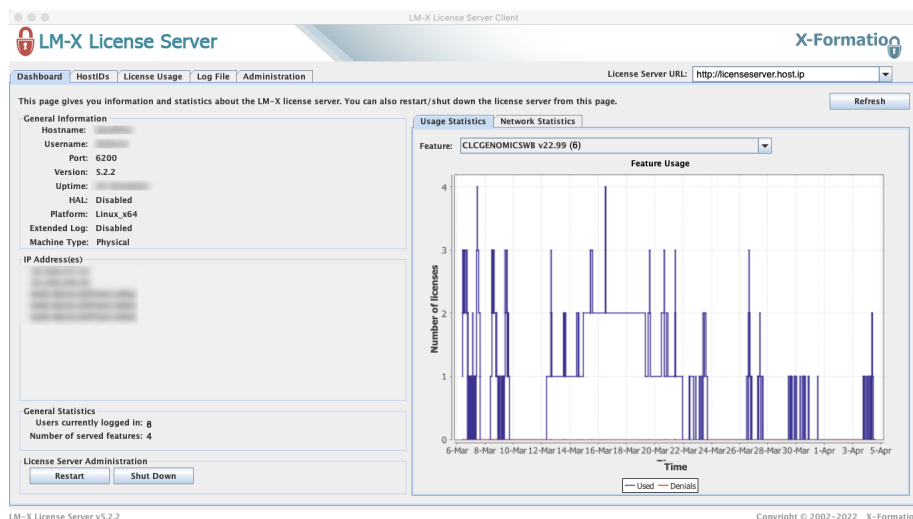 LM-X License Server Client
LM-X License Server
X-Formation
Dashboard HostIDs License Usage Log File Administration
License Server URL: http://licenseserver.host.ip
This page gives you information and statistics about the LM-X license server. You can also restart/shut down the license server from this page.
Refresh
General Information
Hostname:
Username:
Port: 6200
Version: 5.2.2
Uptime:
HAL: Disabled
Platform: Linux_x64
Extended Log: Disabled
Machine Type: Physical
IP Address(es)
General Statistics
Users currently logged in: 8
Number of served features: 4
License Server Administration
Restart Shut Down
Usage Statistics Network Statistics
Feature: CLCGENOMICSWB v22.99 (6)
Feature Usage
Number of licenses
4
3
2
1
0
6-Mar 8-Mar 10-Mar 12-Mar 14-Mar 16-Mar 18-Mar 20-Mar 22-Mar 24-Mar 26-Mar 28-Mar 30-Mar 1-Apr 3-Apr 5-Apr
Time
Used Denials
LM-X License Server v5.2.2
Copyright © 2002-2022 X-Formatio